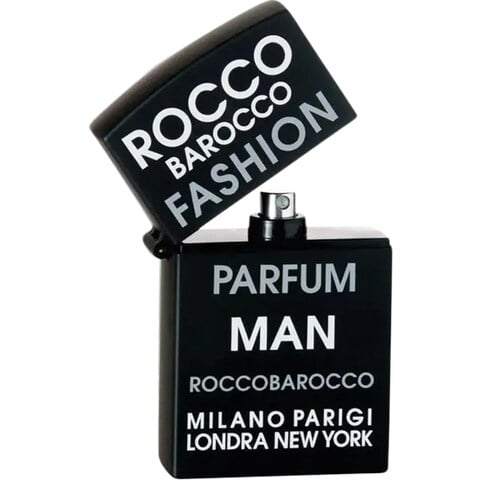 ROCCO
BAROCCO
FASHION
PARFUM
MAN
ROCCOBAROCCO
MILANO PARIGI
LONDRA NEW YORK